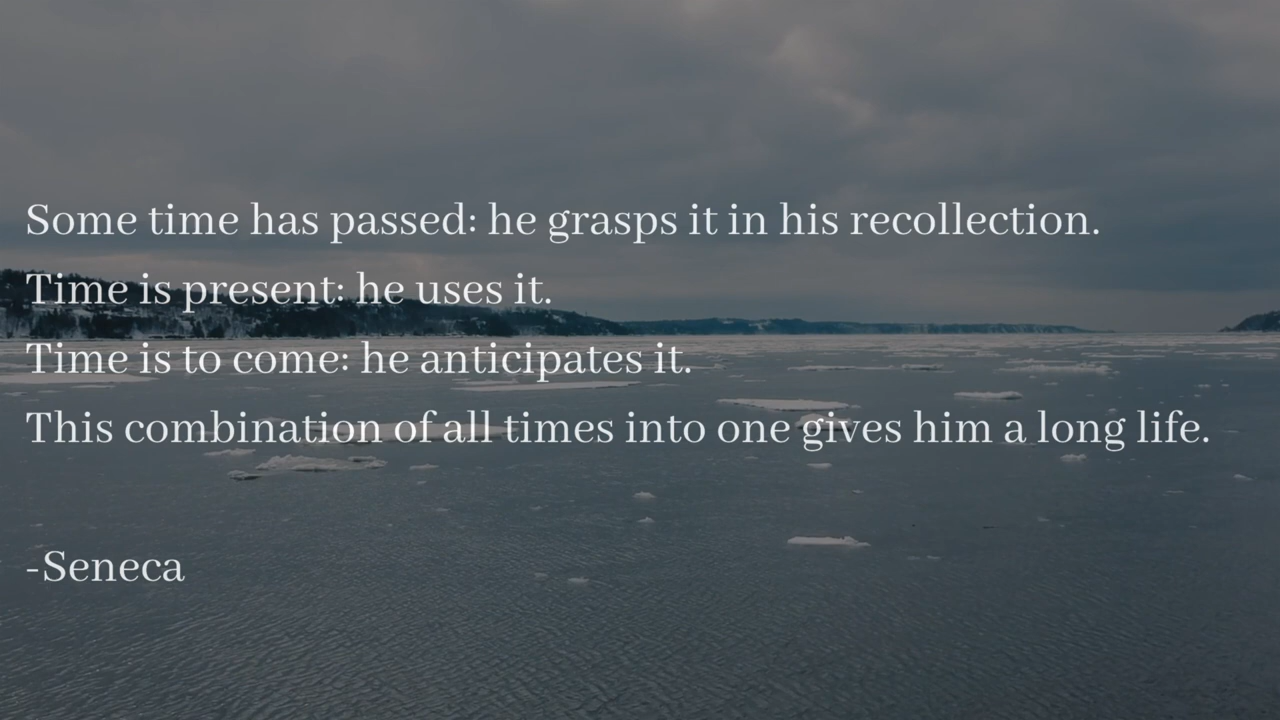 Some time has passed: he grasps it in his recollection.
Time is present: he uses it.
Time is to come: he anticipates it.
This combination of all times into one gives him a long life.
-Seneca